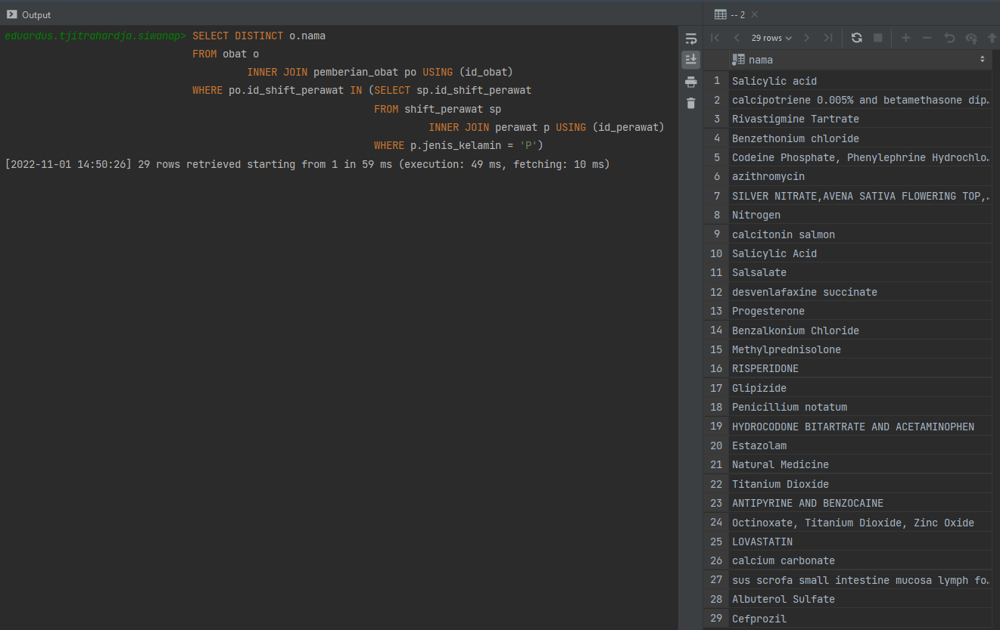 Output
eduardus.tjitrahardja.siwanap> SELECT DISTINCT o.nama
FROM obat o
INNER JOIN pemberian_obat po USING (id_obat)
WHERE po.id_shift_perawat IN (SELECT sp.id_shift_perawat
FROM shift_perawat sp
INNER JOIN perawat p USING (id_perawat)
WHERE p.jenis_kelamin = 'P')
[2022-11-01 14:50:26] 29 rows retrieved starting from 1 in 59 ms (execution: 49 ms, fetching: 10 ms)
-- 2
29 rows
nama
1 Salicylic acid
2 calcipotriene 0.005% and betamethasone dip…
3 Rivastigmine Tartrate
4 Benzethonium chloride
5 Codeine Phosphate, Phenylephrine Hydrochlo…
6 azithromycin
7 SILVER NITRATE,AVENA SATIVA FLOWERING TOP,…
8 Nitrogen
9 calcitonin salmon
10 Salicylic Acid
11 Salsalate
12 desvenlafaxine succinate
13 Progesterone
14 Benzalkonium Chloride
15 Methylprednisolone
16 RISPERIDONE
17 Glipizide
18 Penicillium notatum
19 HYDROCODONE BITARTRATE AND ACETAMINOPHEN
20 Estazolam
21 Natural Medicine
22 Titanium Dioxide
23 ANTIPYRINE AND BENZOCAINE
24 Octinoxate, Titanium Dioxide, Zinc Oxide
25 LOVASTATIN
26 calcium carbonate
27 sus scrofa small intestine mucosa lymph fo…
28 Albuterol Sulfate
29 Cefprozil